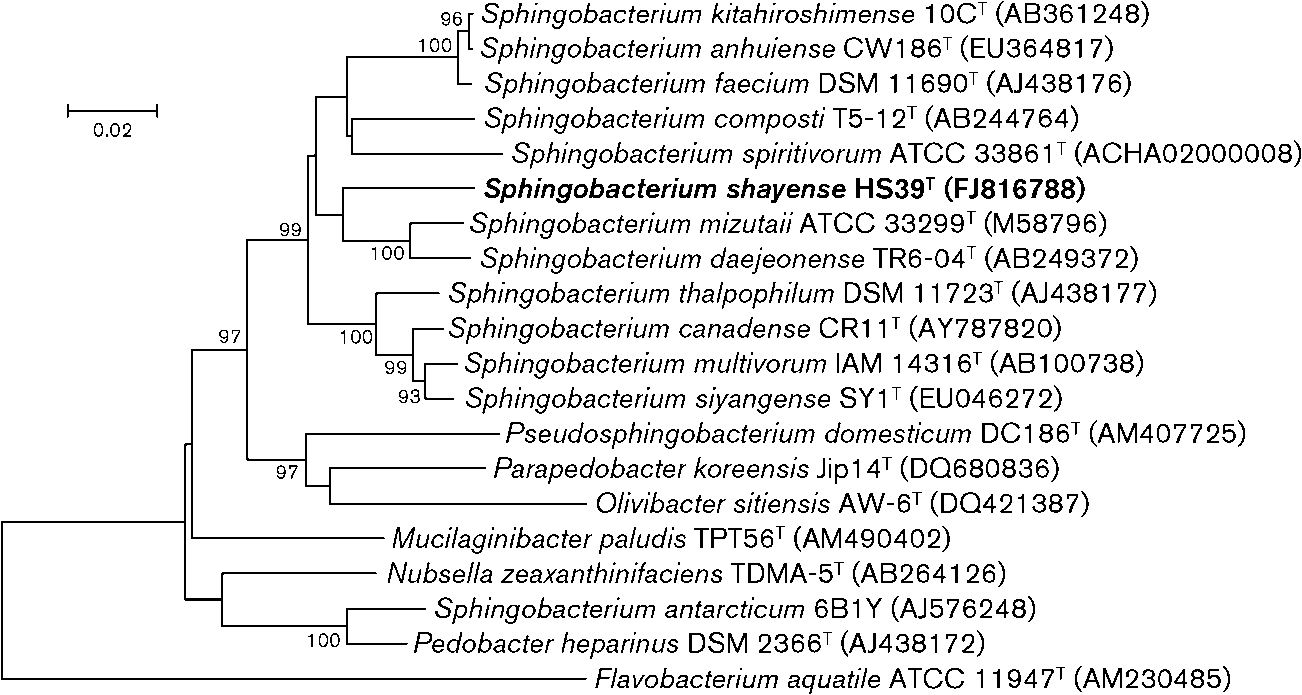 96 Sphingobacterium kitahiroshimense 10Cᵀ (AB361248)
100 Sphingobacterium anhuiense CW186ᵀ (EU364817)
Sphingobacterium faecium DSM 11690ᵀ (AJ438176)
0.02
Sphingobacterium composti T5-12ᵀ (AB244764)
Sphingobacterium spiritivorum ATCC 33861ᵀ (ACHA02000008)
Sphingobacterium shayense HS39ᵀ (FJ816788)
99 Sphingobacterium mizutaii ATCC 33299ᵀ (M58796)
100 Sphingobacterium daejeonense TR6-04ᵀ (AB249372)
Sphingobacterium thalpophilum DSM 11723ᵀ (AJ438177)
97 100 Sphingobacterium canadense CR11ᵀ (AY787820)
99 Sphingobacterium multivorum IAM 14316ᵀ (AB100738)
93 Sphingobacterium siyangense SY1ᵀ (EU046272)
Pseudosphingobacterium domesticum DC186ᵀ (AM407725)
97 Parapedobacter koreensis Jip14ᵀ (DQ680836)
Olivibacter sitiensis AW-6ᵀ (DQ421387)
Mucilaginibacter paludis TPT56ᵀ (AM490402)
Nubsella zeaxanthinifaciens TDMA-5ᵀ (AB264126)
Sphingobacterium antarcticum 6B1Y (AJ576248)
100 Pedobacter heparinus DSM 2366ᵀ (AJ438172)
Flavobacterium aquatile ATCC 11947ᵀ (AM230485)